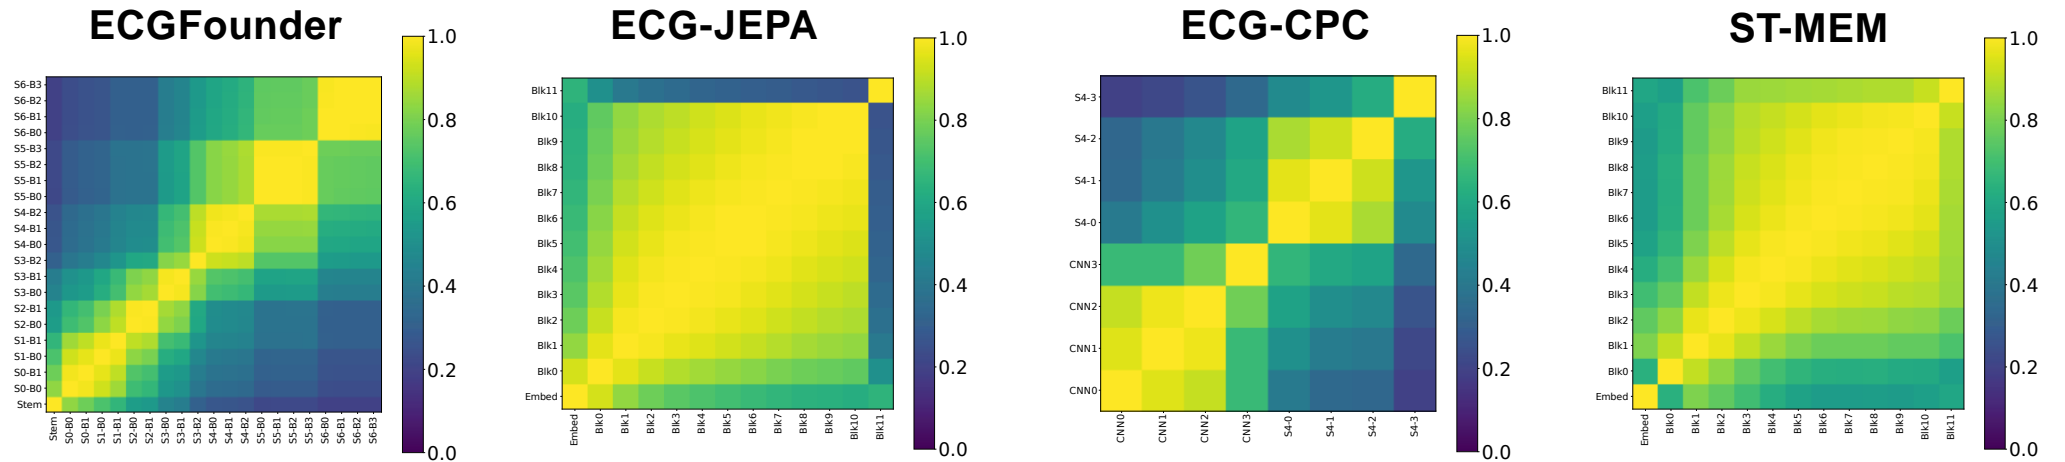 ECGFounder
S6-B3
S6-B2
S6-B1
S6-B0
S5-B3
S5-B2
S5-B1
S5-B0
S4-B2
S4-B1
S4-B0
S3-B2
S3-B1
S3-B0
S2-B1
S2-B0
S1-B1
S1-B0
S0-B1
S0-B0
Stem
Stem S0-B0 S0-B1 S1-B0 S1-B1 S2-B0 S2-B1 S3-B0 S3-B1 S3-B2 S4-B0 S4-B1 S4-B2 S5-B0 S5-B1 S5-B2 S5-B3 S6-B0 S6-B1 S6-B2 S6-B3
1.0
0.8
0.6
0.4
0.2
0.0
ECG-JEPA
Blk11
Blk10
Blk9
Blk8
Blk7
Blk6
Blk5
Blk4
Blk3
Blk2
Blk1
Blk0
Embed
Embed Blk0 Blk1 Blk2 Blk3 Blk4 Blk5 Blk6 Blk7 Blk8 Blk9 Blk10 Blk11
1.0
0.8
0.6
0.4
0.2
0.0
ECG-CPC
S4-3
S4-2
S4-1
S4-0
CNN3
CNN2
CNN1
CNN0
CNN0 CNN1 CNN2 CNN3 S4-0 S4-1 S4-2 S4-3
1.0
0.8
0.6
0.4
0.2
0.0
ST-MEM
Blk11
Blk10
Blk9
Blk8
Blk7
Blk6
Blk5
Blk4
Blk3
Blk2
Blk1
Blk0
Embed
Embed Blk0 Blk1 Blk2 Blk3 Blk4 Blk5 Blk6 Blk7 Blk8 Blk9 Blk10 Blk11
1.0
0.8
0.6
0.4
0.2
0.0